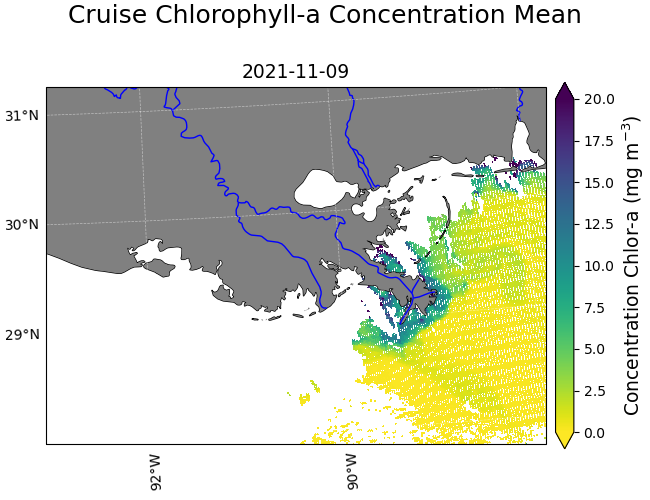 Cruise Chlorophyll-a Concentration Mean
2021-11-09
31°N
30°N
29°N
92°W
90°W
20.0
17.5
15.0
12.5
10.0
7.5
5.0
2.5
0.0
Concentration Chlor-a (mg m⁻³)